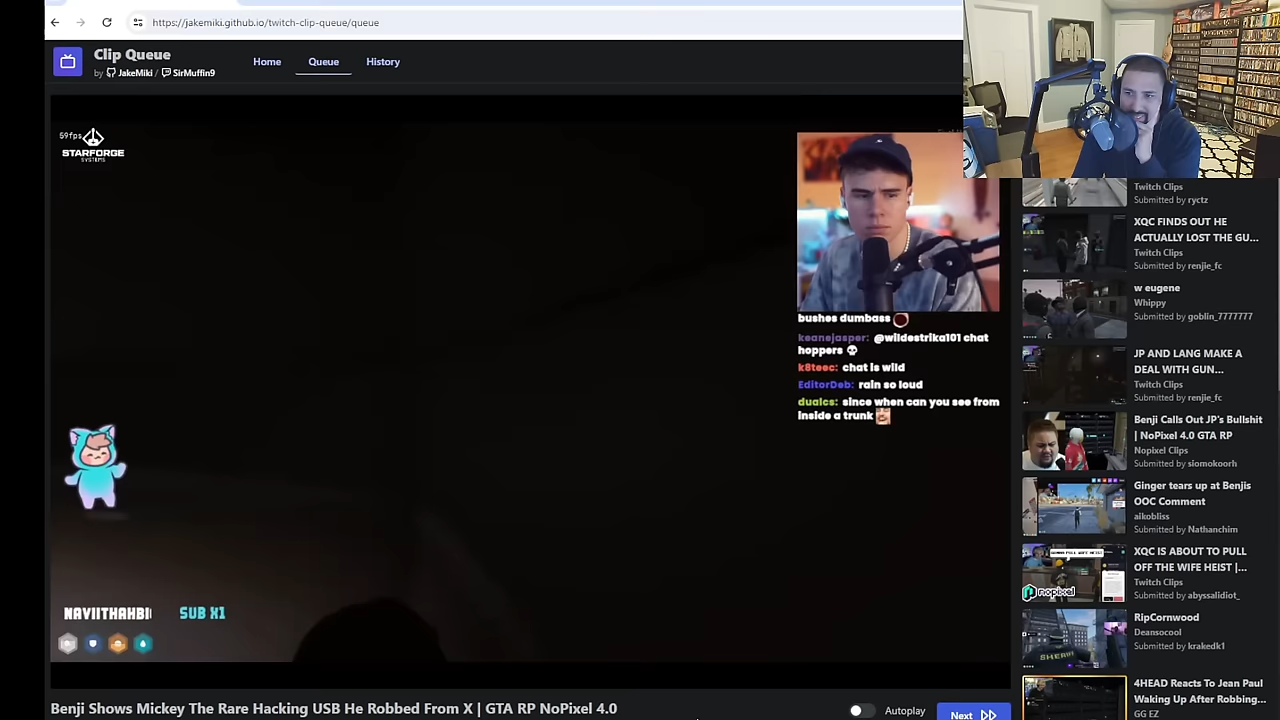 https://jakemiki.github.io/twitch-clip-queue/queue
Clip Queue
by JakeMiki / SirMuffin9
Home
Queue
History
59fps
STARFORGE
SYSTEMS
bushes dumbass
keanejasper: @wildestrika101 chat
hoppers
k8teec: chat is wild
EditorDeb: rain so loud
dualcs: since when can you see from
inside a trunk
NAVIITHAHBI
SUB X1
Benji Shows Mickey The Rare Hacking USB He Robbed From X | GTA RP NoPixel 4.0
Autoplay
Next
Twitch Clips
Submitted by ryctz
XQC FINDS OUT HE
ACTUALLY LOST THE GU...
Twitch Clips
Submitted by renjie_fc
w eugene
Whippy
Submitted by goblin_7777777
JP AND LANG MAKE A
DEAL WITH GUN...
Twitch Clips
Submitted by renjie_fc
Benji Calls Out JP's Bullshit
| NoPixel 4.0 GTA RP
Nopixel Clips
Submitted by siomokoorh
Ginger tears up at Benjis
OOC Comment
aikobliss
Submitted by Nathanchim
nopixel
XQC IS ABOUT TO PULL
OFF THE WIFE HEIST |...
Twitch Clips
Submitted by abyssalidiot_
SHERIFF
RipCornwood
Deansocool
Submitted by krakedk1
4HEAD Reacts To Jean Paul
Waking Up After Robbing...
GG EZ